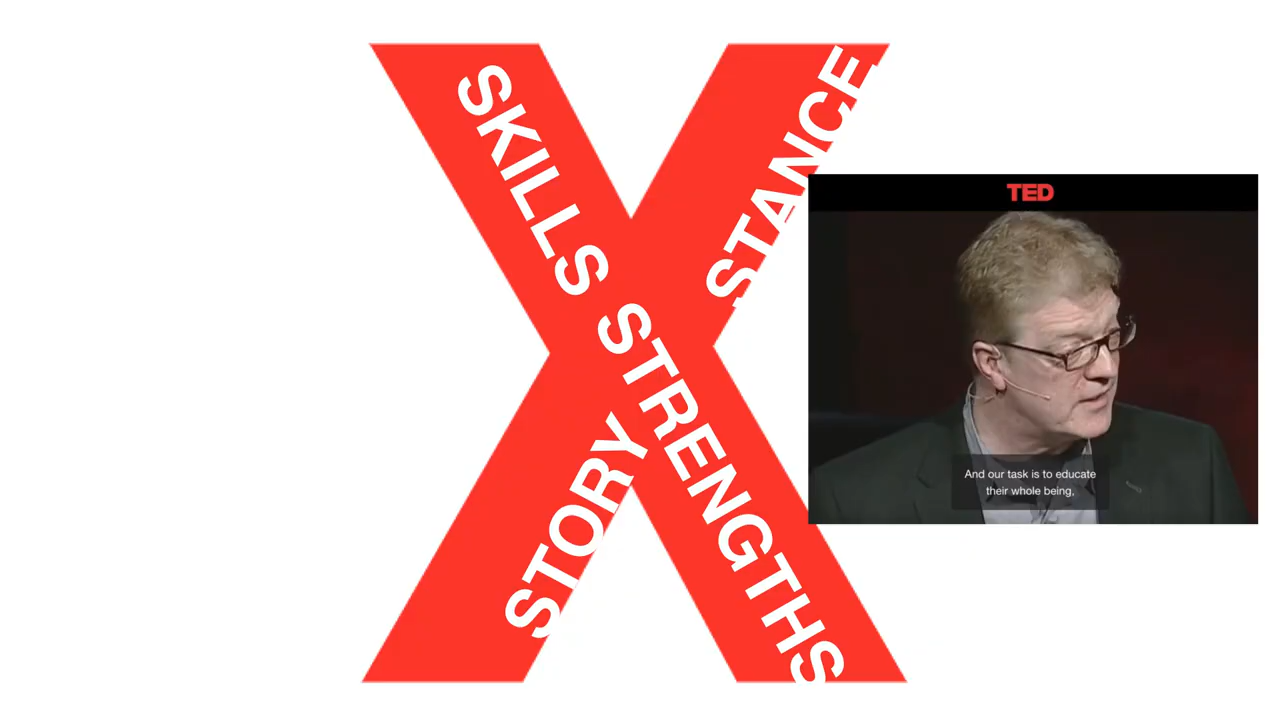 SKILLS STRENGTHS
STORY STANCE
TED
And our task is to educate
their whole being,